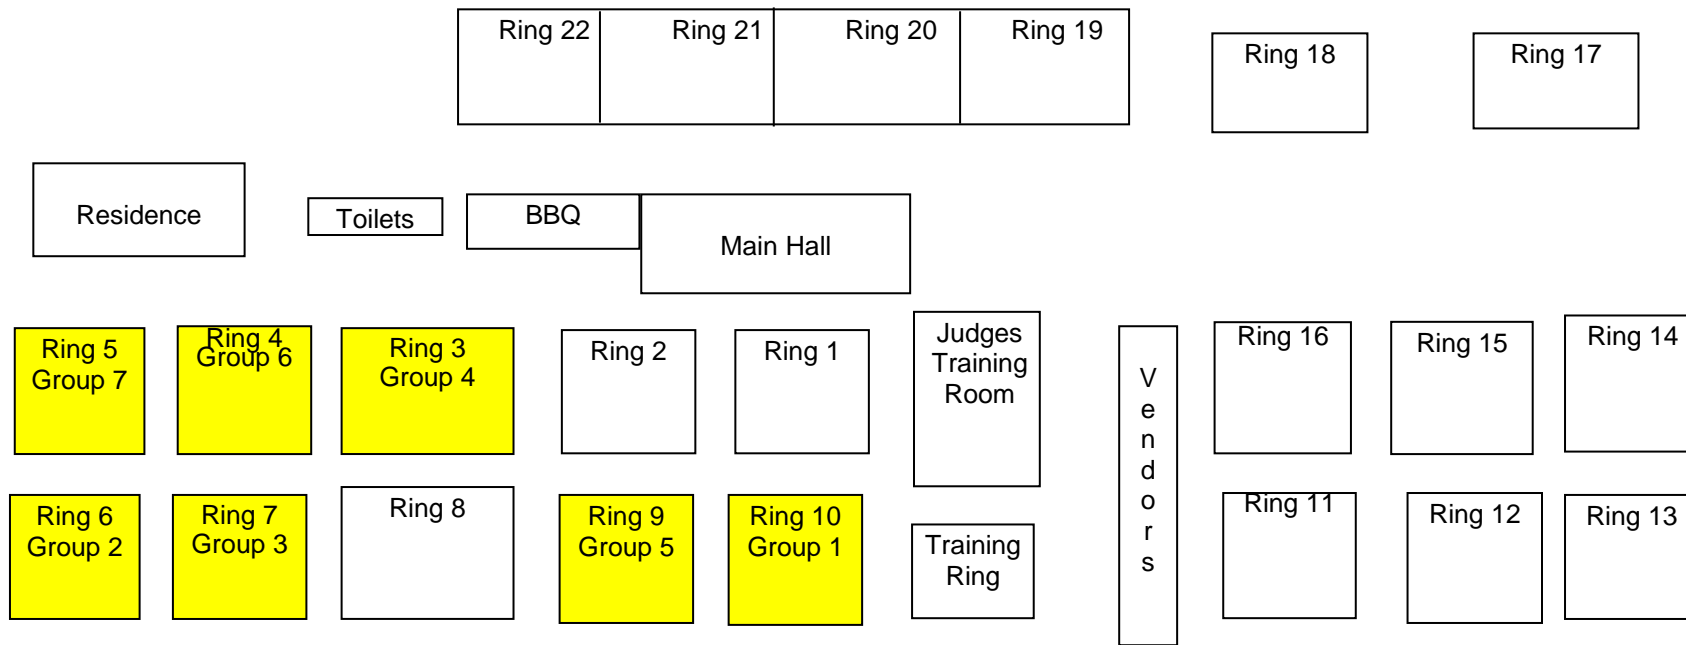 Ring 22
Ring 21
Ring 20
Ring 19
Ring 18
Ring 17
Residence
Toilets
BBQ
Main Hall
Ring 5
Group 7
Ring 4
Group 6
Ring 3
Group 4
Ring 2
Ring 1
Judges
Training
Room
Vendors
Ring 16
Ring 15
Ring 14
Ring 6
Group 2
Ring 7
Group 3
Ring 8
Ring 9
Group 5
Ring 10
Group 1
Training
Ring
Ring 11
Ring 12
Ring 13